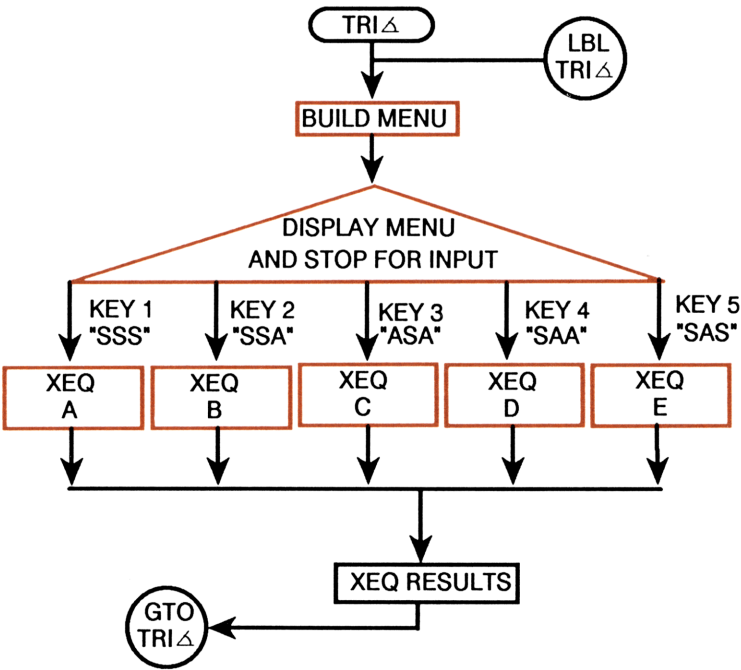 TRI∡
LBL
TRI∡
BUILD MENU
DISPLAY MENU
AND STOP FOR INPUT
KEY 1
"SSS"
KEY 2
"SSA"
KEY 3
"ASA"
KEY 4
"SAA"
KEY 5
"SAS"
XEQ
A
XEQ
B
XEQ
C
XEQ
D
XEQ
E
XEQ RESULTS
GTO
TRI∡